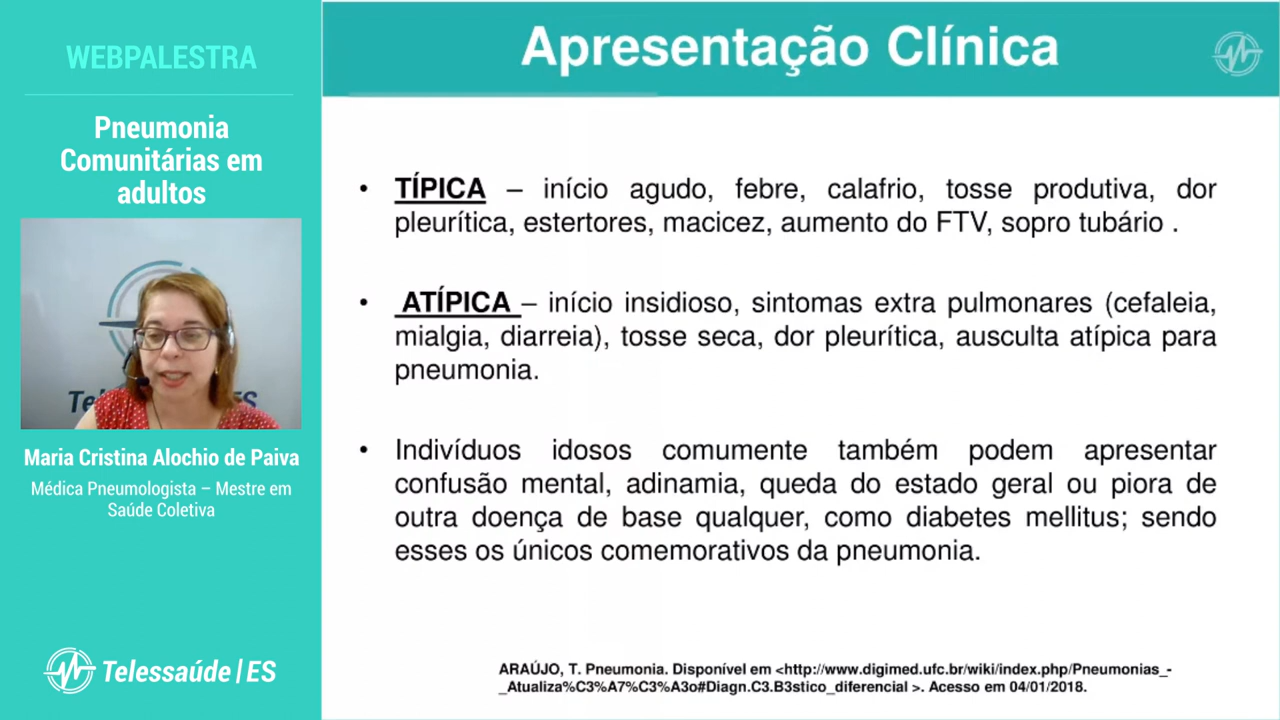 WEBPALESTRA
Pneumonia
Comunitárias em
adultos
Maria Cristina Alochio de Paiva
Médica Pneumologista – Mestre em
Saúde Coletiva
Telessaúde|ES
Apresentação Clínica
• TÍPICA – início agudo, febre, calafrio, tosse produtiva, dor
pleurítica, estertores, macicez, aumento do FTV, sopro tubário .
• ATÍPICA – início insidioso, sintomas extra pulmonares (cefaleia,
mialgia, diarreia), tosse seca, dor pleurítica, ausculta atípica para
pneumonia.
• Indivíduos idosos comumente também podem apresentar
confusão mental, adinamia, queda do estado geral ou piora de
outra doença de base qualquer, como diabetes mellitus; sendo
esses os únicos comemorativos da pneumonia.
ARAÚJO, T. Pneumonia. Disponível em <http://www.digimed.ufc.br/wiki/index.php/Pneumonias_-
_Atualiza%C3%A7%C3%A3o#Diagn.C3.B3stico_diferencial >. Acesso em 04/01/2018.